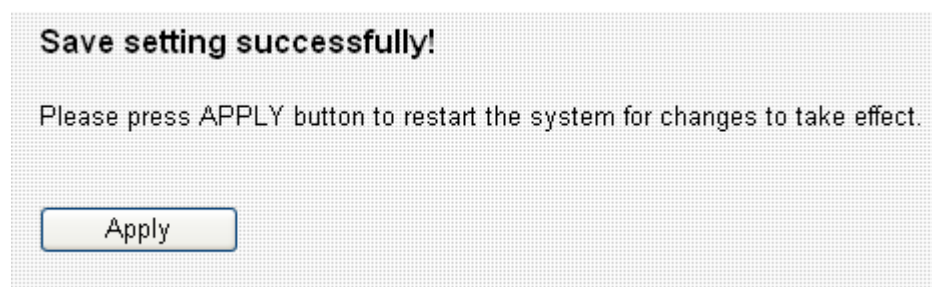 Save setting successfully!
Please press APPLY button to restart the system for changes to take effect.
Apply